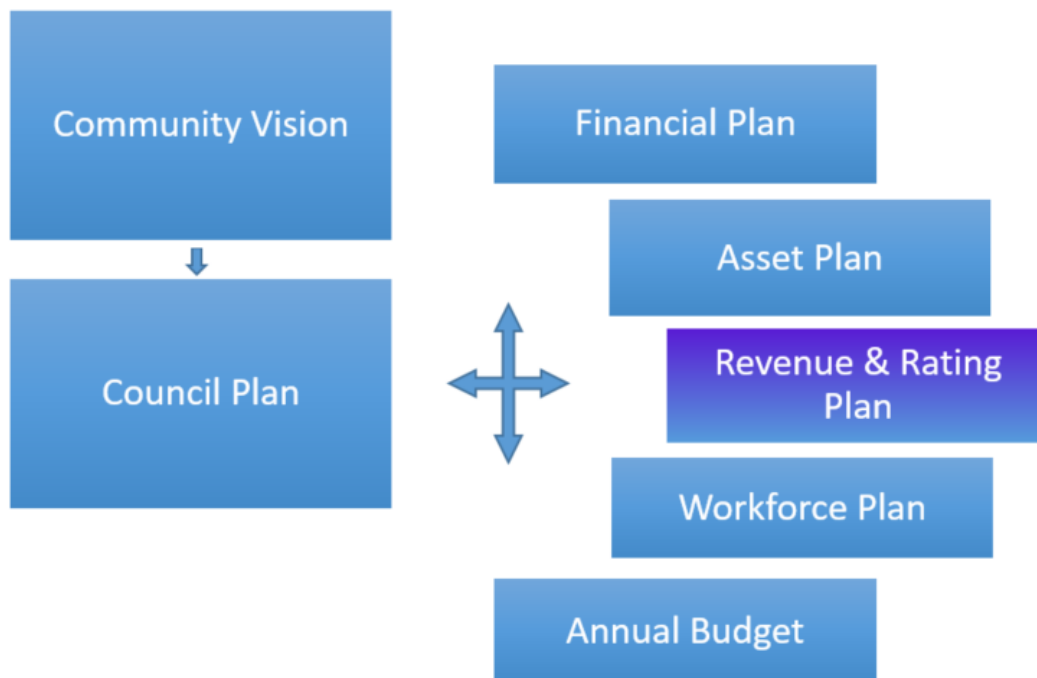 Community Vision
Council Plan
Financial Plan
Asset Plan
Revenue & Rating
Plan
Workforce Plan
Annual Budget